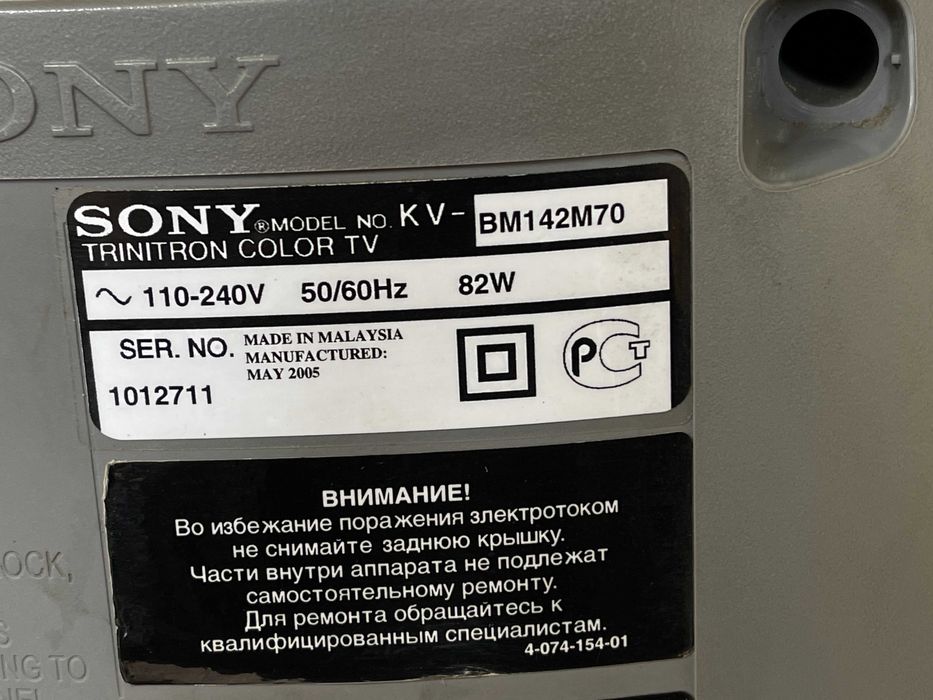 SONY
SONY® MODEL NO. KV- BM142M70
TRINITRON COLOR TV
110-240V 50/60Hz 82W
SER. NO. MADE IN MALAYSIA
MANUFACTURED:
MAY 2005
1012711
РСТ
ВНИМАНИЕ!
Во избежание поражения злектротоком
не снимайте заднюю крышку.
Части внутри аппарата не подлежат
самостоятельному ремонту.
Для ремонта обращайтесь к
квалифицированным специалистам.
4-074-154-01
OCK,
S
NG TO